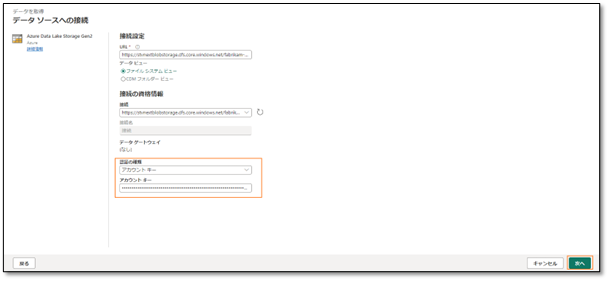 データを取得
データ ソースへの接続
Azure Data Lake Storage Gen2
Azure
詳細情報
接続設定
URL *
https://shmestblobstorage.dfs.core.windows.net/fabrikam-...
データ ビュー
ファイル システム ビュー
CDM フォルダー ビュー
接続の資格情報
接続
https://shmestblobstorage.dfs.core.windows.net/fabrik...
接続名
接続
データ ゲートウェイ
(なし)
認証の種類
アカウント キー
アカウント キー
戻る
キャンセル
次へ